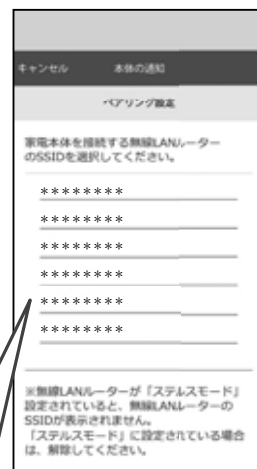 キャンセル 本体の通知
ペアリング設定
家電本体を接続する無線LANルーター
のSSIDを選択してください。
********
********
********
********
********
********
※無線LANルーターが「ステルスモード」
設定されていると、無線LANルーターの
SSIDが表示されません。
「ステルスモード」に設定されている場合
は、解除してください。